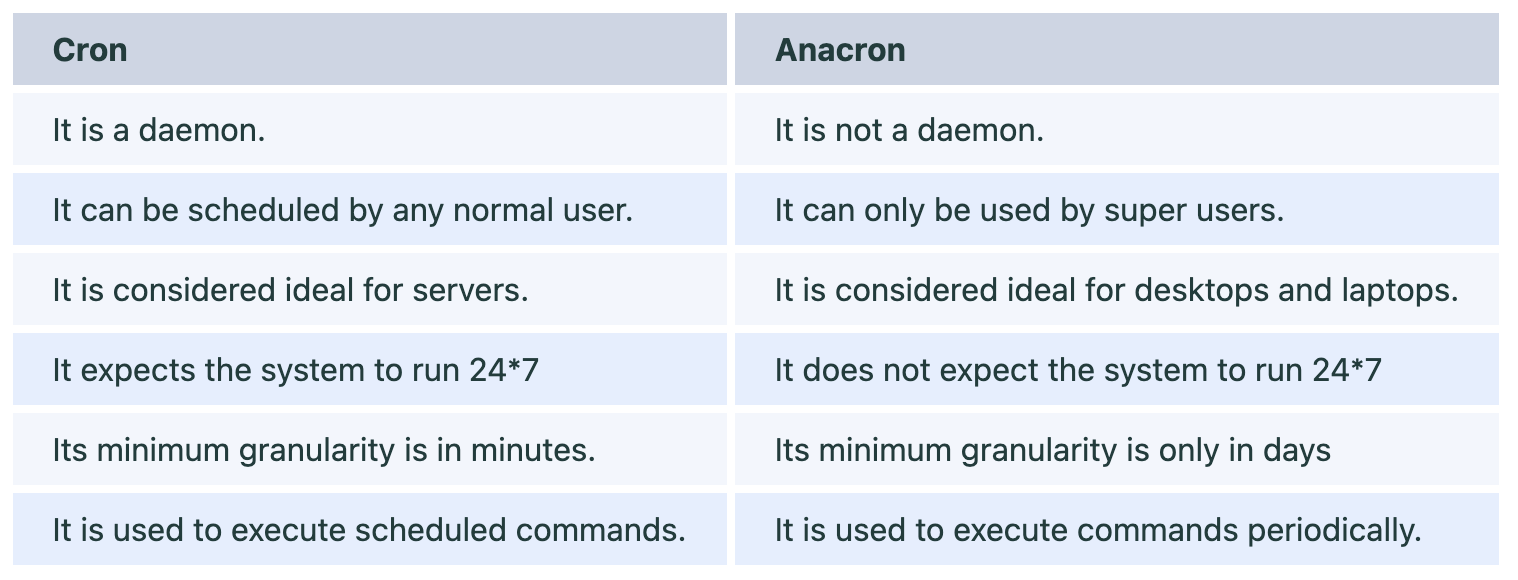 Cron Anacron
It is a daemon. It is not a daemon.
It can be scheduled by any normal user. It can only be used by super users.
It is considered ideal for servers. It is considered ideal for desktops and laptops.
It expects the system to run 24*7 It does not expect the system to run 24*7
Its minimum granularity is in minutes. Its minimum granularity is only in days
It is used to execute scheduled commands. It is used to execute commands periodically.